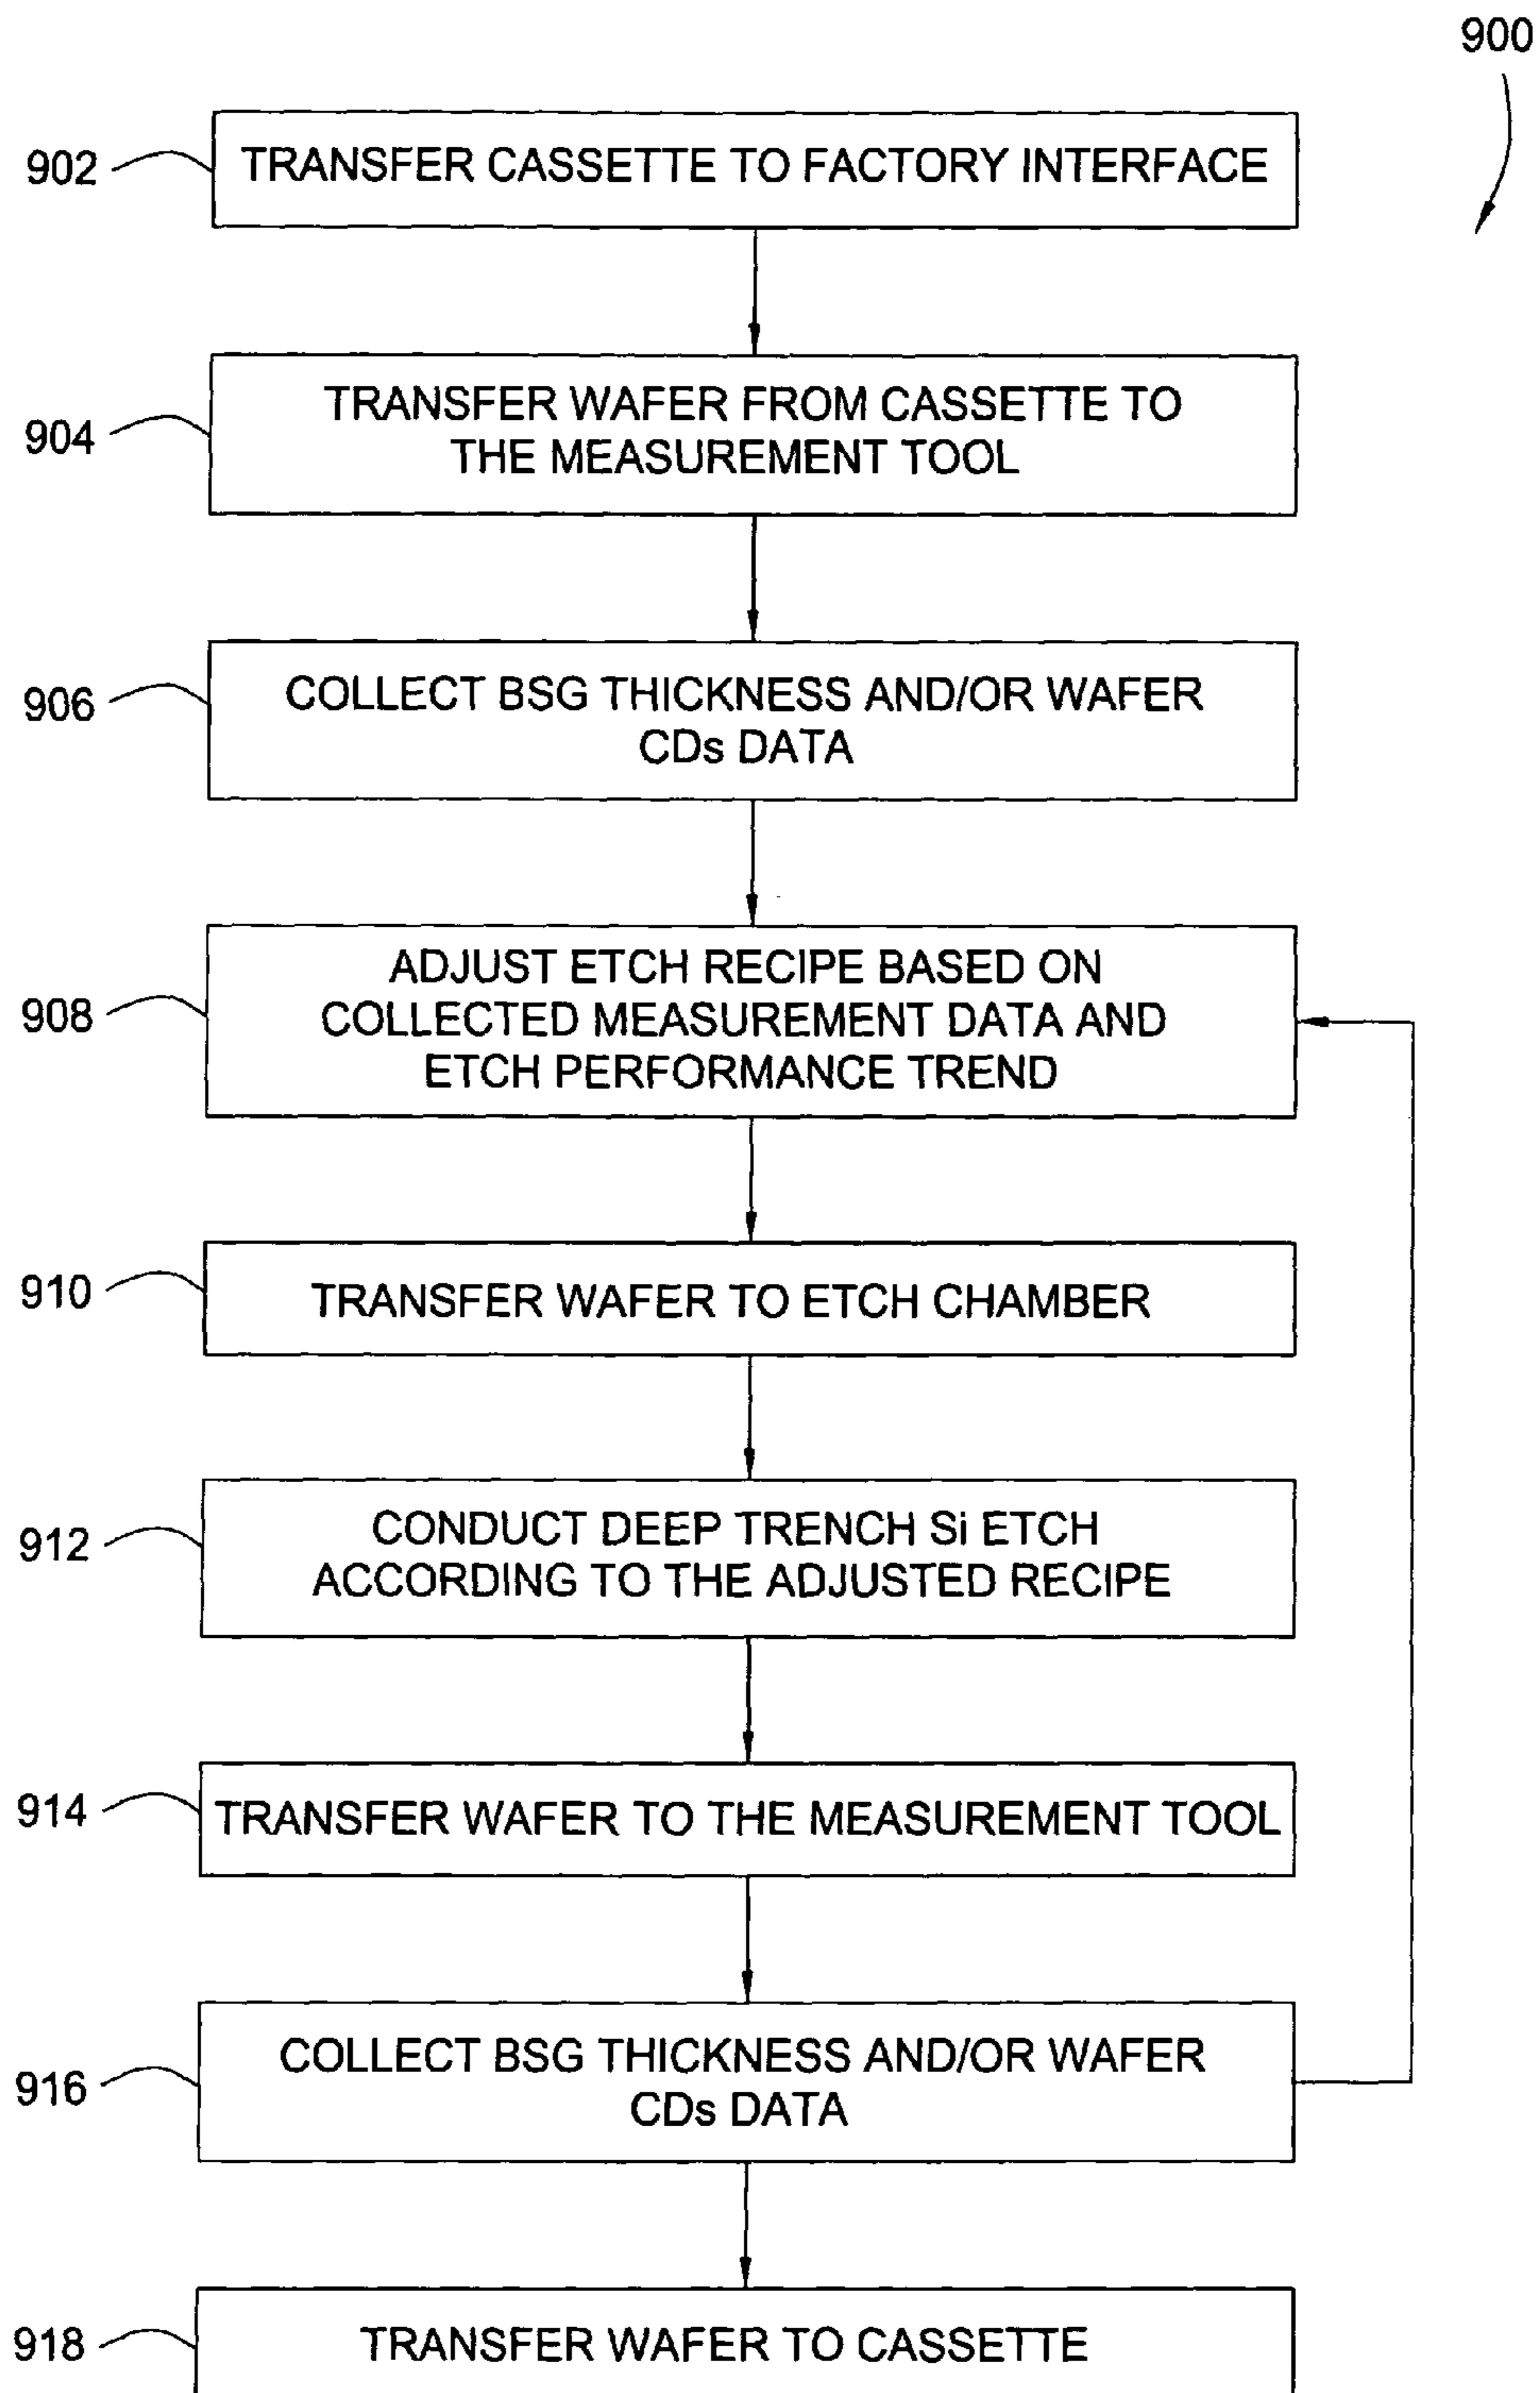 900
902
TRANSFER CASSETTE TO FACTORY INTERFACE
904
TRANSFER WAFER FROM CASSETTE TO
THE MEASUREMENT TOOL
906
COLLECT BSG THICKNESS AND/OR WAFER
CDs DATA
908
ADJUST ETCH RECIPE BASED ON
COLLECTED MEASUREMENT DATA AND
ETCH PERFORMANCE TREND
910
TRANSFER WAFER TO ETCH CHAMBER
912
CONDUCT DEEP TRENCH Si ETCH
ACCORDING TO THE ADJUSTED RECIPE
914
TRANSFER WAFER TO THE MEASUREMENT TOOL
916
COLLECT BSG THICKNESS AND/OR WAFER
CDs DATA
918
TRANSFER WAFER TO CASSETTE